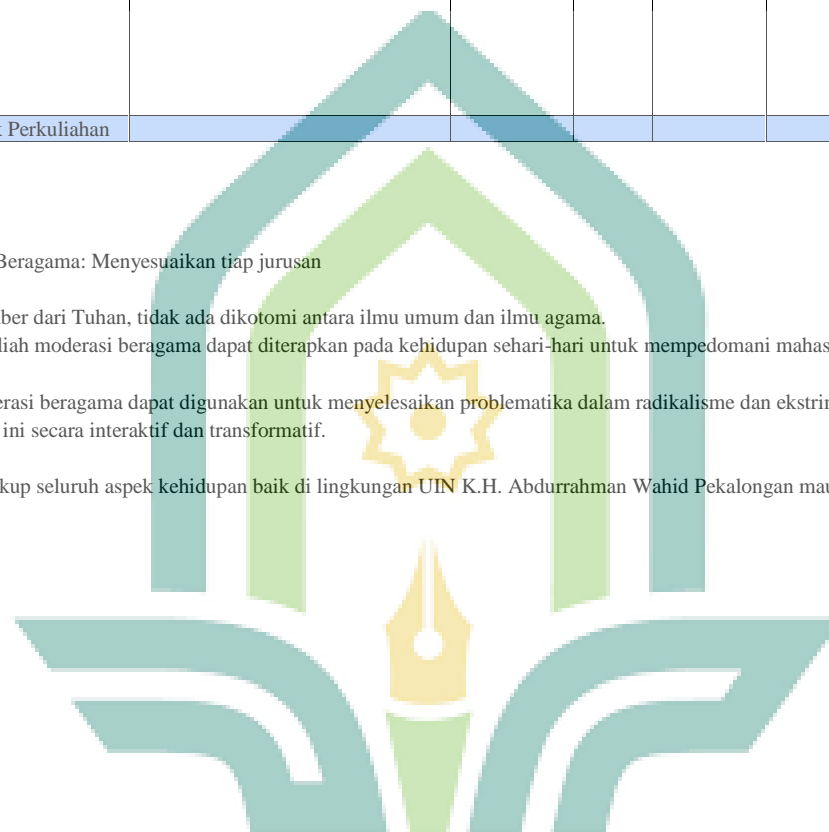 Perkuliahan
Beragama: Menyesuaikan tiap jurusan
ber dari Tuhan, tidak ada dikotomi antara ilmu umum dan ilmu agama.
liah moderasi beragama dapat diterapkan pada kehidupan sehari-hari untuk mempedomani mahas
erasi beragama dapat digunakan untuk menyelesaikan problematika dalam radikalisme dan ekstrim
ini secara interaktif dan transformatif.
kup seluruh aspek kehidupan baik di lingkungan UIN K.H. Abdurrahman Wahid Pekalongan mau